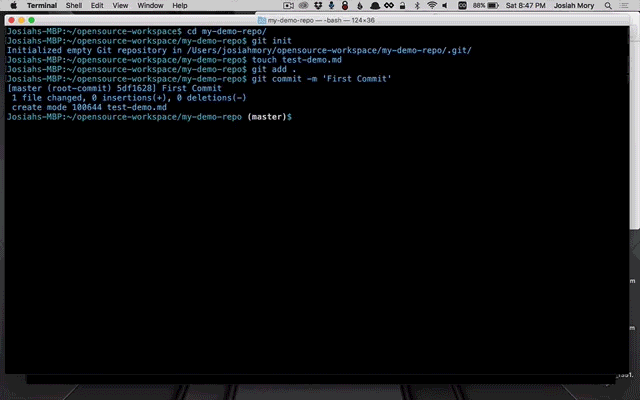 Terminal Shell Edit View Window Help 88% Sat 8:47 PM Josiah Mory
my-demo-repo — -bash — 124×36
Josiahs-MBP:~/opensource-workspace$ cd my-demo-repo/
Josiahs-MBP:~/opensource-workspace/my-demo-repo$ git init
Initialized empty Git repository in /Users/josiahmory/opensource-workspace/my-demo-repo/.git/
Josiahs-MBP:~/opensource-workspace/my-demo-repo$ touch test-demo.md
Josiahs-MBP:~/opensource-workspace/my-demo-repo$ git add .
Josiahs-MBP:~/opensource-workspace/my-demo-repo$ git commit -m 'First Commit'
[master (root-commit) 5df1628] First Commit
1 file changed, 0 insertions(+), 0 deletions(-)
create mode 100644 test-demo.md
Josiahs-MBP:~/opensource-workspace/my-demo-repo (master)$